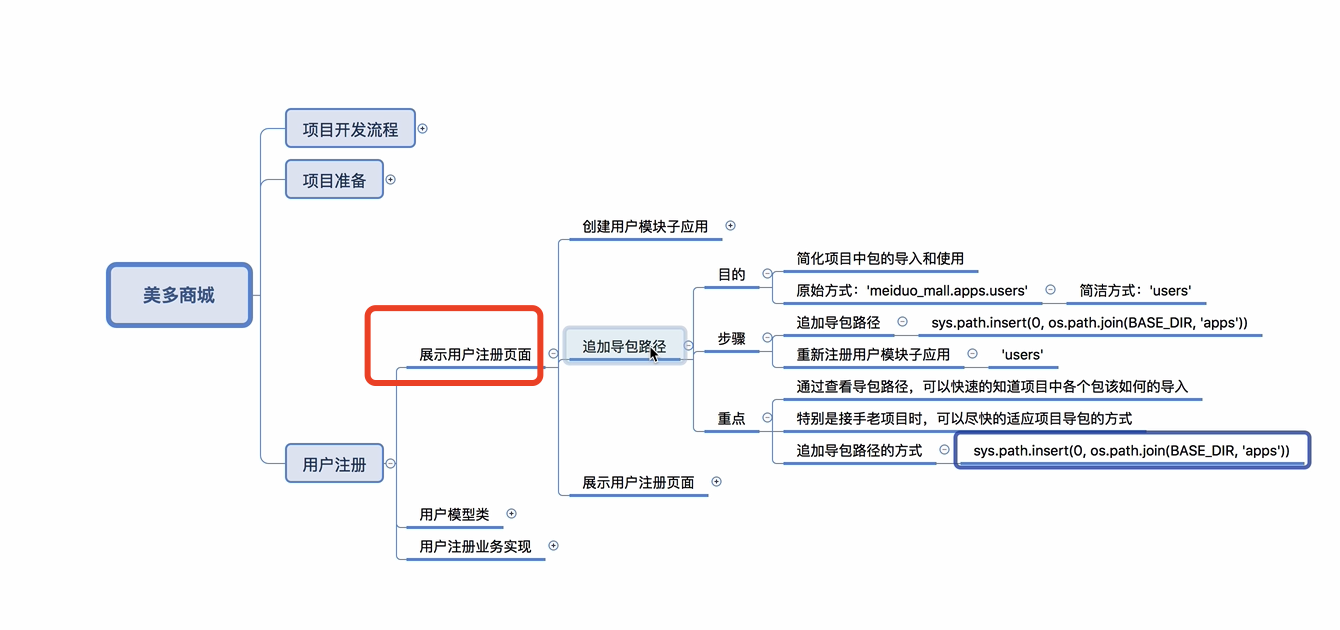 美多商城
项目开发流程
项目准备
用户注册
展示用户注册页面
创建用户模块子应用
追加导包路径
目的
简化项目中包的导入和使用
原始方式：'meiduo_mall.apps.users'
简洁方式：'users'
步骤
追加导包路径
sys.path.insert(0, os.path.join(BASE_DIR, 'apps'))
重新注册用户模块子应用
'users'
重点
通过查看导包路径，可以快速的知道项目中各个包该如何的导入
特别是接手老项目时，可以尽快的适应项目导包的方式
追加导包路径的方式
sys.path.insert(0, os.path.join(BASE_DIR, 'apps'))
展示用户注册页面
用户模型类
用户注册业务实现